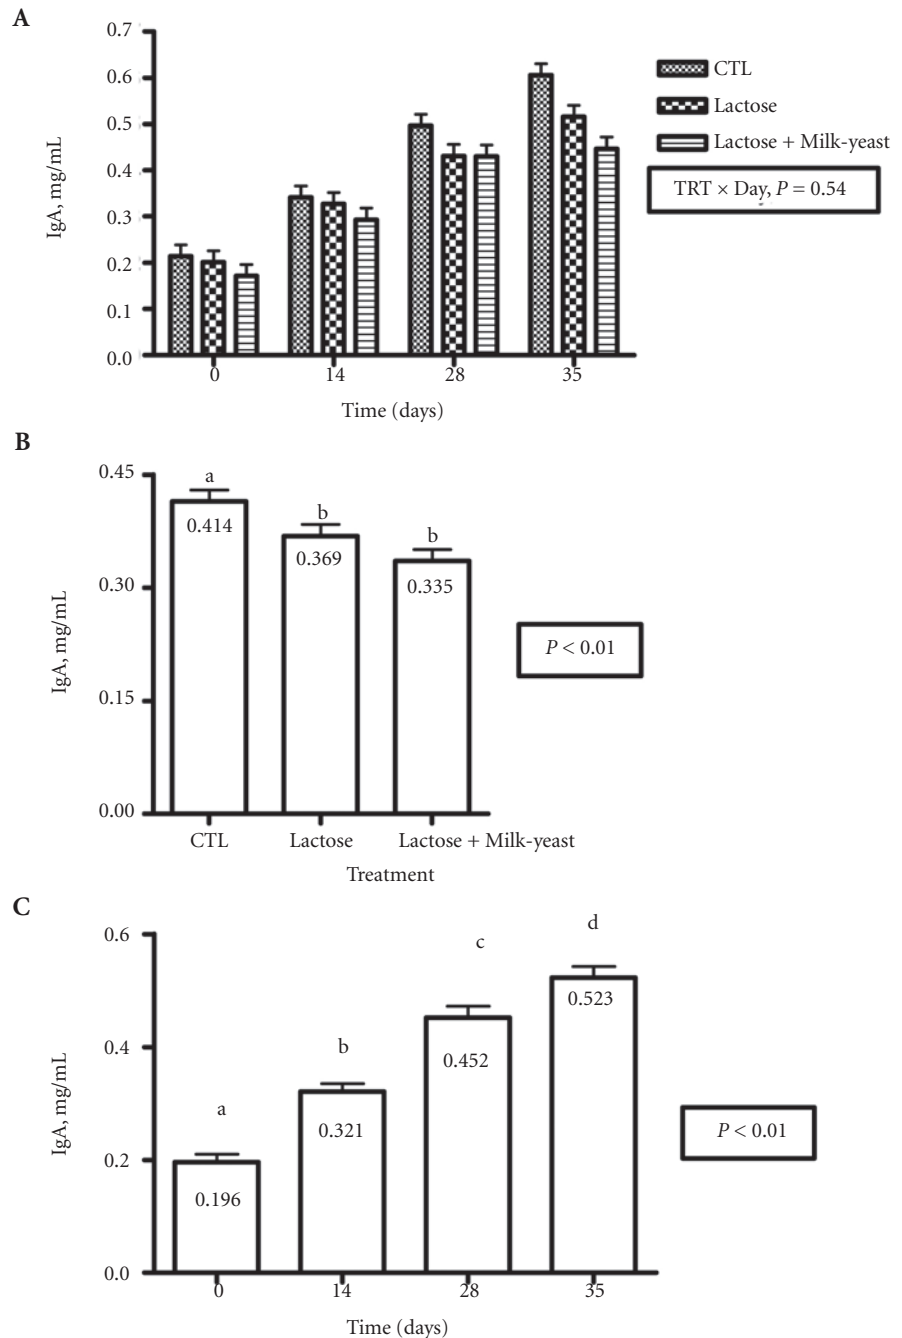 A
0.7
0.6
0.5
0.4
0.3
0.2
0.1
0.0
IgA, mg/mL
0 14 28 35
Time (days)
CTL
Lactose
Lactose + Milk-yeast
TRT × Day, P = 0.54
B
0.45
0.30
0.15
0.00
IgA, mg/mL
a
b
b
0.414
0.369
0.335
P < 0.01
CTL Lactose Lactose + Milk-yeast
Treatment
C
0.6
0.4
0.2
0.0
IgA, mg/mL
a
b
c
d
0.196
0.321
0.452
0.523
P < 0.01
0 14 28 35
Time (days)